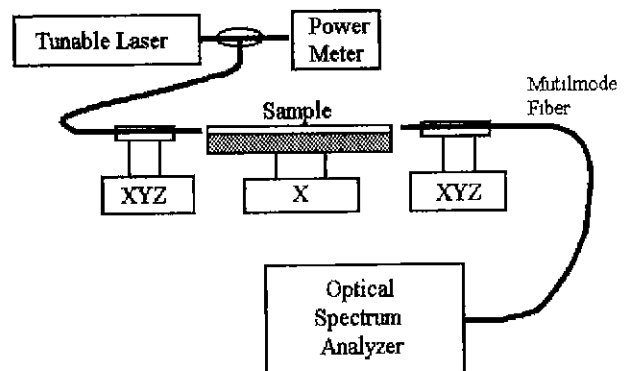 Tunable Laser
Power
Meter
Mutilmode
Fiber
Sample
XYZ
X
XYZ
Optical
Spectrum
Analyzer